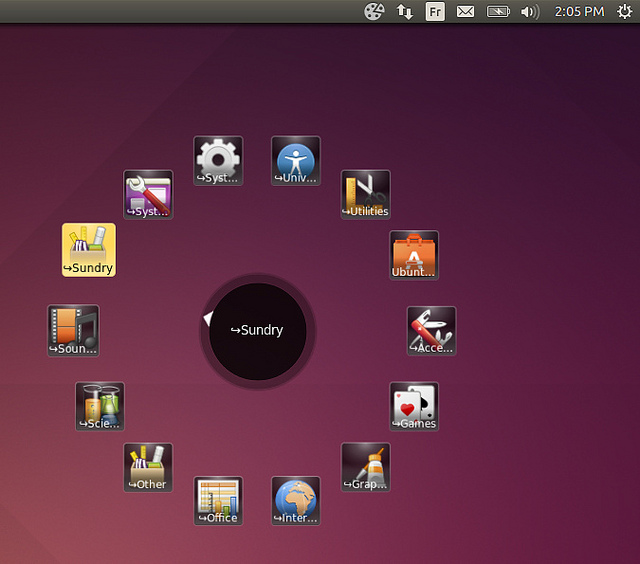 Fr
2:05 PM
↪Syst...
↪Univ...
↪Syst...
↪Utilities
↪Sundry
Ubunt...
↪Sundry
↪Soun...
↪Acce...
↪Scie...
↪Games
↪Other
↪Grap...
↪Office
↪Inter...